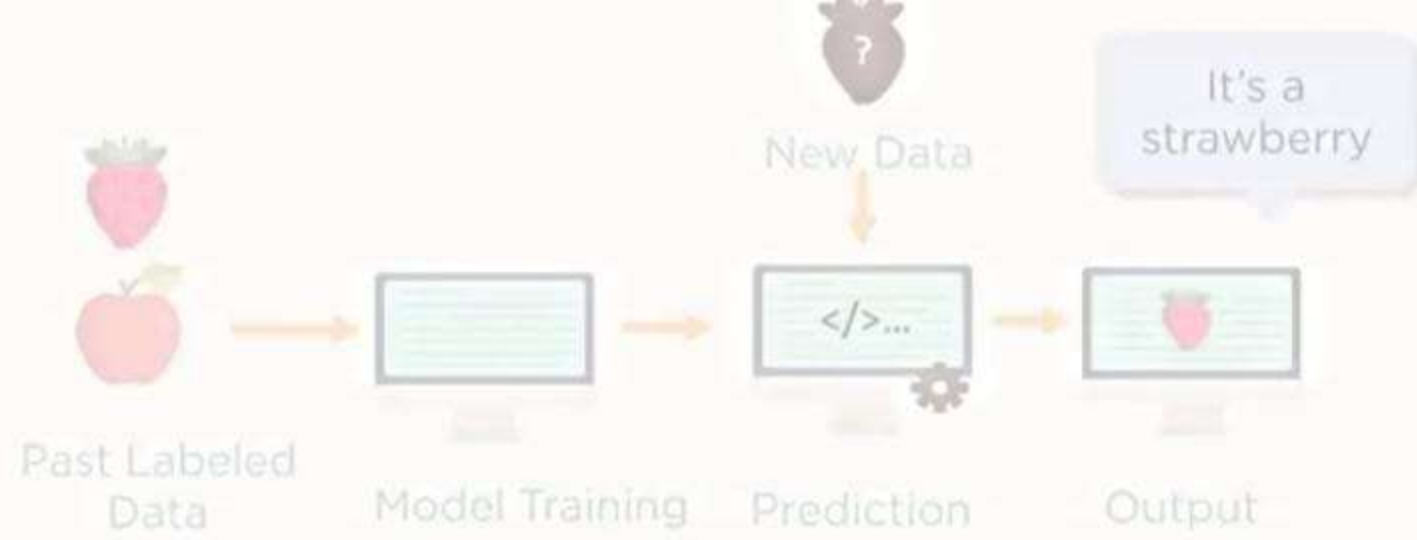 ?
New Data
It's a
strawberry
</>...
Past Labeled
Data
Model Training
Prediction
Output